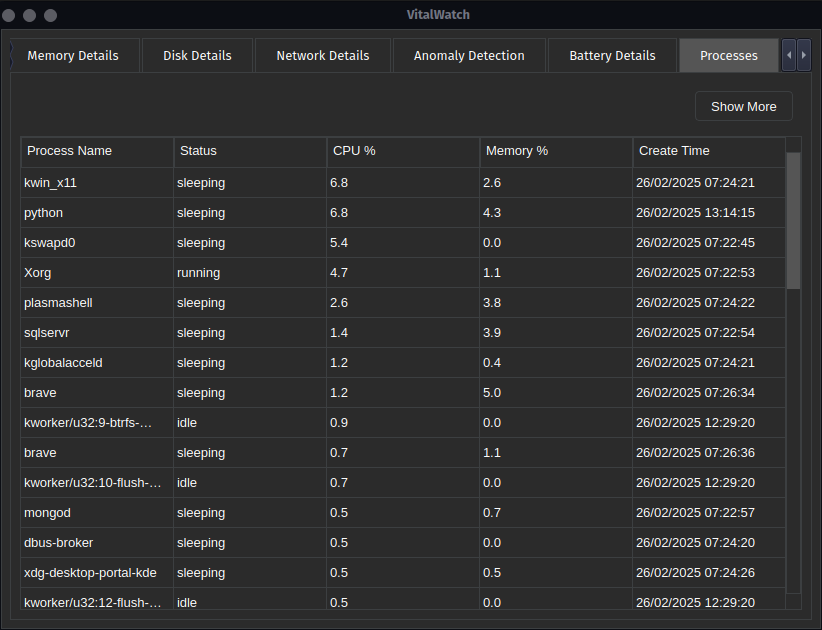 VitalWatch
Memory Details Disk Details Network Details Anomaly Detection Battery Details Processes
Show More
Process Name Status CPU % Memory % Create Time
kwin_x11 sleeping 6.8 2.6 26/02/2025 07:24:21
python sleeping 6.8 4.3 26/02/2025 13:14:15
kswapd0 sleeping 5.4 0.0 26/02/2025 07:22:45
Xorg running 4.7 1.1 26/02/2025 07:22:53
plasmashell sleeping 2.6 3.8 26/02/2025 07:24:22
sqlservr sleeping 1.4 3.9 26/02/2025 07:22:54
kglobalacceld sleeping 1.2 0.4 26/02/2025 07:24:21
brave sleeping 1.2 5.0 26/02/2025 07:26:34
kworker/u32:9-btrfs-... idle 0.9 0.0 26/02/2025 12:29:20
brave sleeping 0.7 1.1 26/02/2025 07:26:36
kworker/u32:10-flush-... idle 0.7 0.0 26/02/2025 12:29:20
mongod sleeping 0.5 0.7 26/02/2025 07:22:57
dbus-broker sleeping 0.5 0.0 26/02/2025 07:24:20
xdg-desktop-portal-kde sleeping 0.5 0.5 26/02/2025 07:24:26
kworker/u32:12-flush-... idle 0.5 0.0 26/02/2025 12:29:20